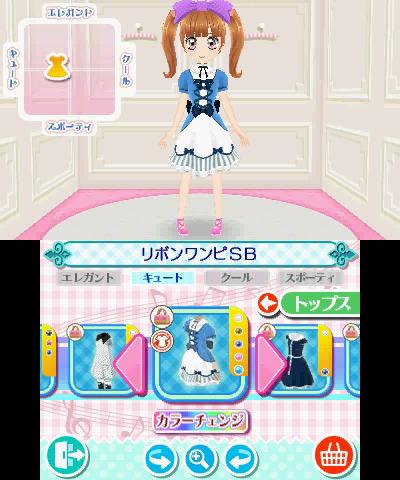 エレガント
キュート
クール
スポーティ
リボンワンピSB
エレガント キュート クール スポーティ
トップス
カラーチェンジ